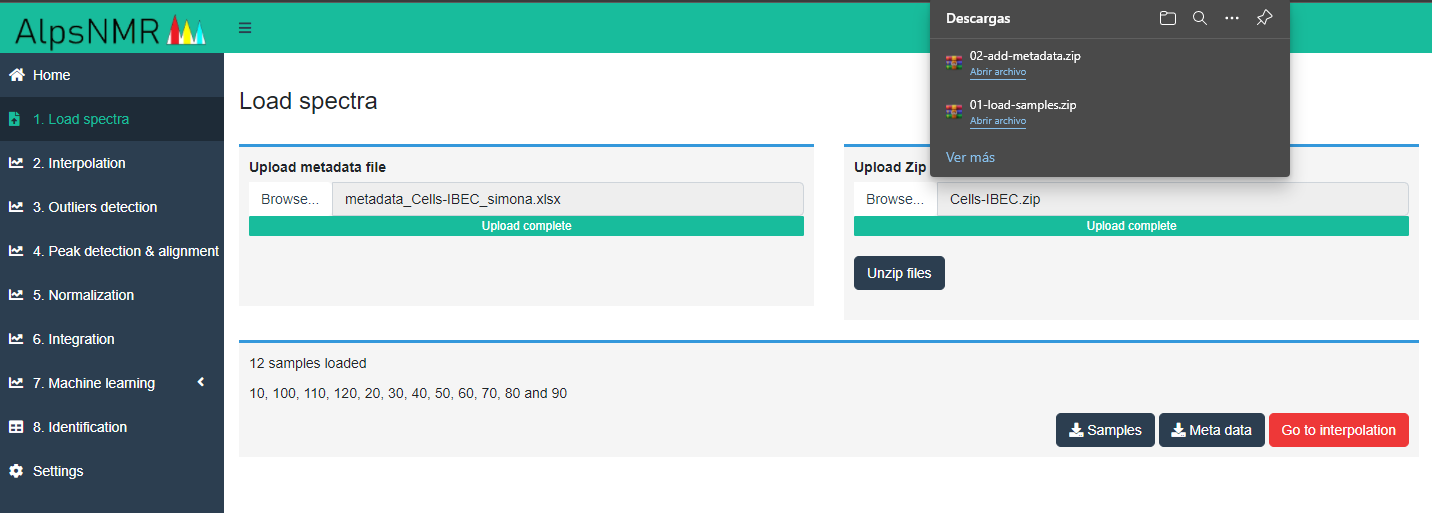 AlpsNMR
Home
1. Load spectra
2. Interpolation
3. Outliers detection
4. Peak detection & alignment
5. Normalization
6. Integration
7. Machine learning
8. Identification
Settings
Descargas
02-add-metadata.zip
Abrir archivo
01-load-samples.zip
Abrir archivo
Ver más
Load spectra
Upload metadata file
Browse... metadata_Cells-IBEC_simona.xlsx
Upload complete
Upload Zip
Browse... Cells-IBEC.zip
Upload complete
Unzip files
12 samples loaded
10, 100, 110, 120, 20, 30, 40, 50, 60, 70, 80 and 90
Samples Meta data Go to interpolation